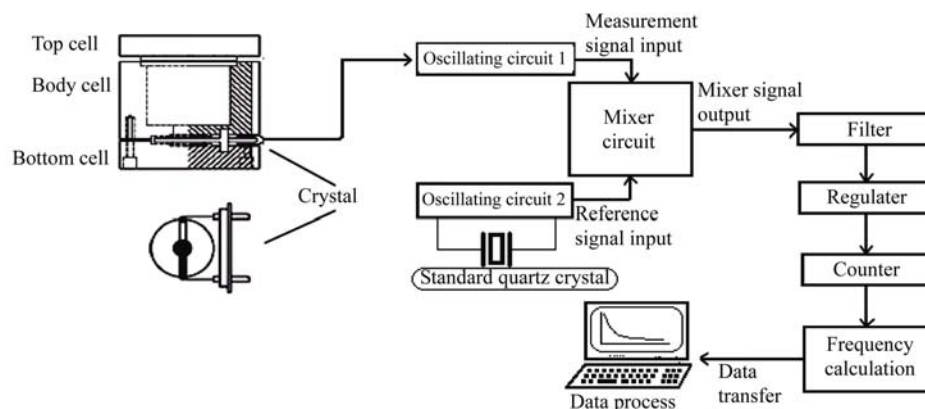 Top cell
Body cell
Bottom cell
Crystal
Oscillating circuit 1
Measurement
signal input
Mixer
circuit
Mixer signal
output
Oscillating circuit 2
Reference
signal input
Standard quartz crystal
Filter
Regulater
Counter
Frequency
calculation
Data
transfer
Data process